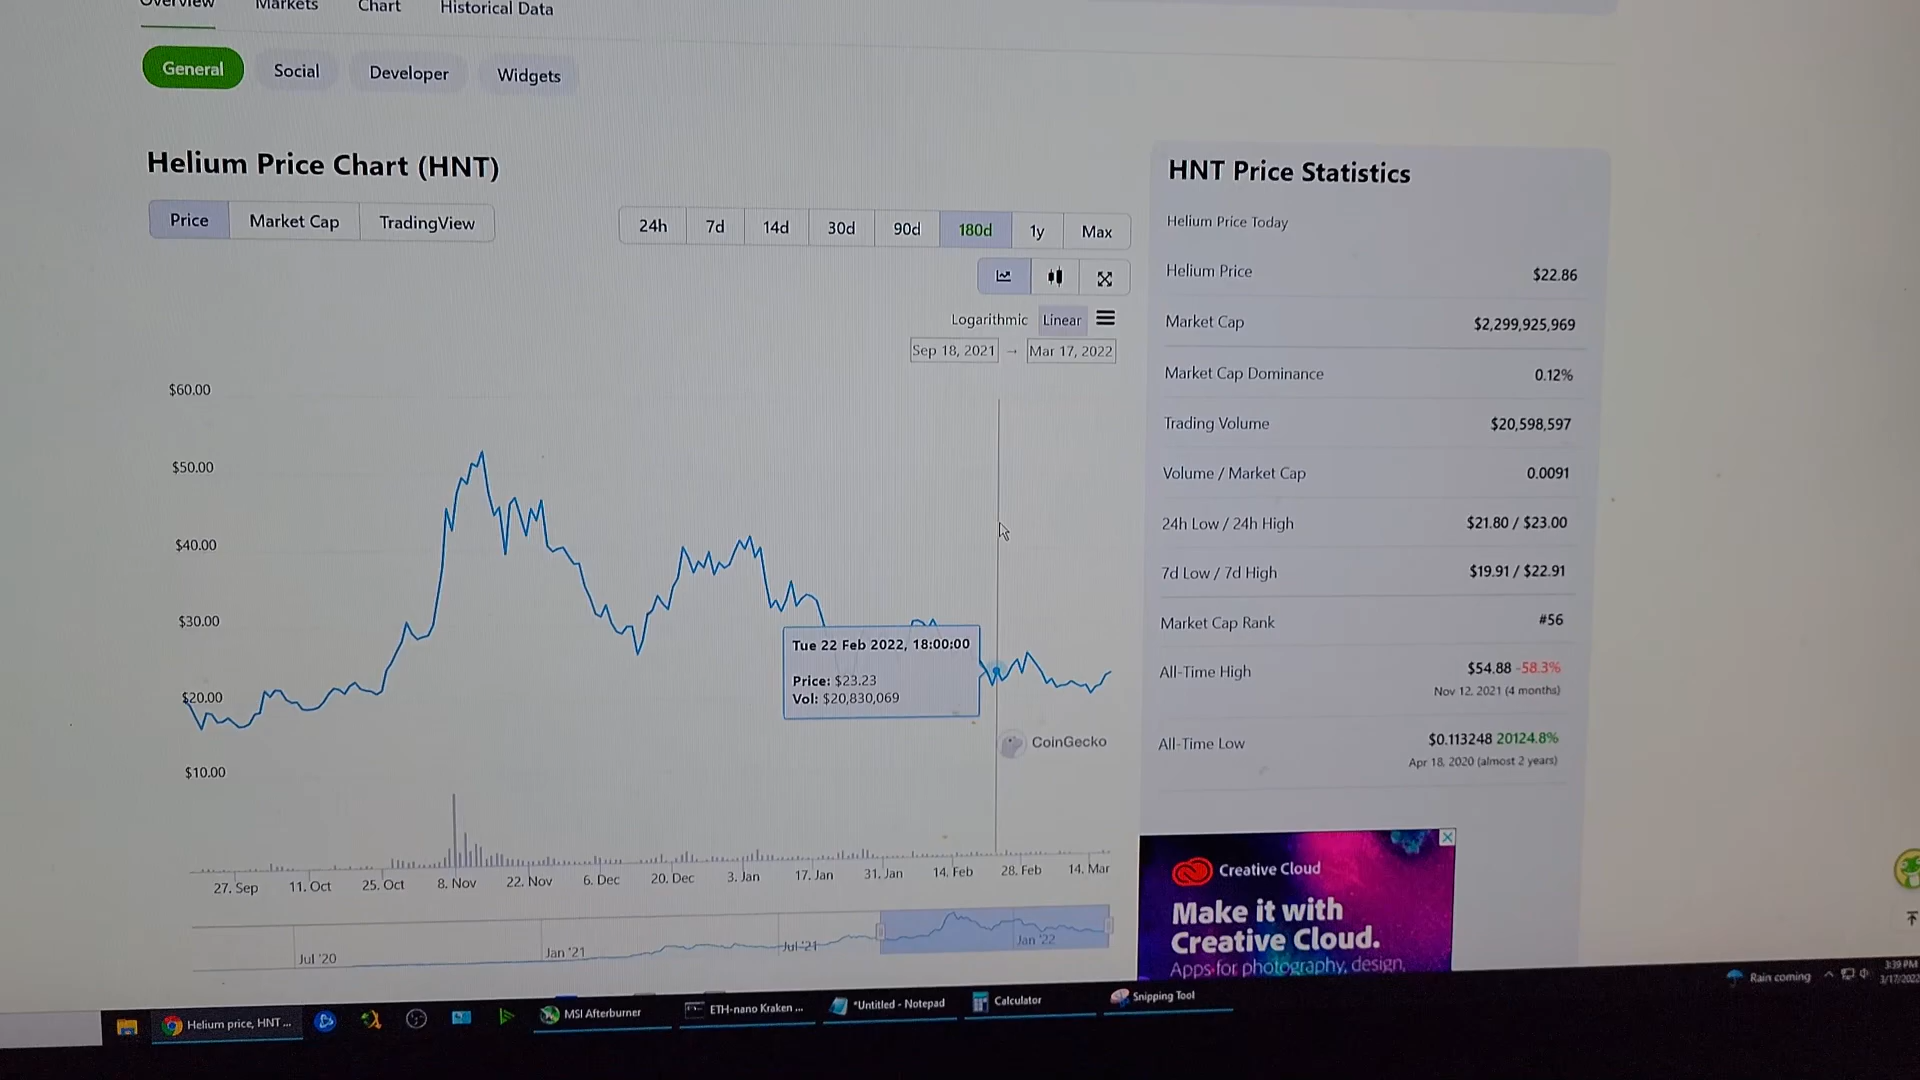 Overview Markets Chart Historical Data
General Social Developer Widgets
Helium Price Chart (HNT)
Price Market Cap TradingView
24h 7d 14d 30d 90d 180d 1y Max
Logarithmic Linear
Sep 18, 2021 → Mar 17, 2022
$60.00
$50.00
$40.00
$30.00
$20.00
$10.00
Tue 22 Feb 2022, 18:00:00
Price: $23.23
Vol: $20,830,069
CoinGecko
27. Sep 11. Oct 25. Oct 8. Nov 22. Nov 6. Dec 20. Dec 3. Jan 17. Jan 31. Jan 14. Feb 28. Feb 14. Mar
Jul '20 Jan '21 Jul '21 Jan '22
HNT Price Statistics
Helium Price Today
Helium Price $22.86
Market Cap $2,299,925,969
Market Cap Dominance 0.12%
Trading Volume $20,598,597
Volume / Market Cap 0.0091
24h Low / 24h High $21.80 / $23.00
7d Low / 7d High $19.91 / $22.91
Market Cap Rank #56
All-Time High $54.88 -58.3%
Nov 12, 2021 (4 months)
All-Time Low $0.113248 20124.8%
Apr 18, 2020 (almost 2 years)
Creative Cloud
Make it with
Creative Cloud.
Apps for photography, design,
Helium price, HNT ... MSI Afterburner ETH-nano Kraken ... *Untitled - Notepad Calculator Snipping Tool
Rain coming
3:39 PM
3/17/2022